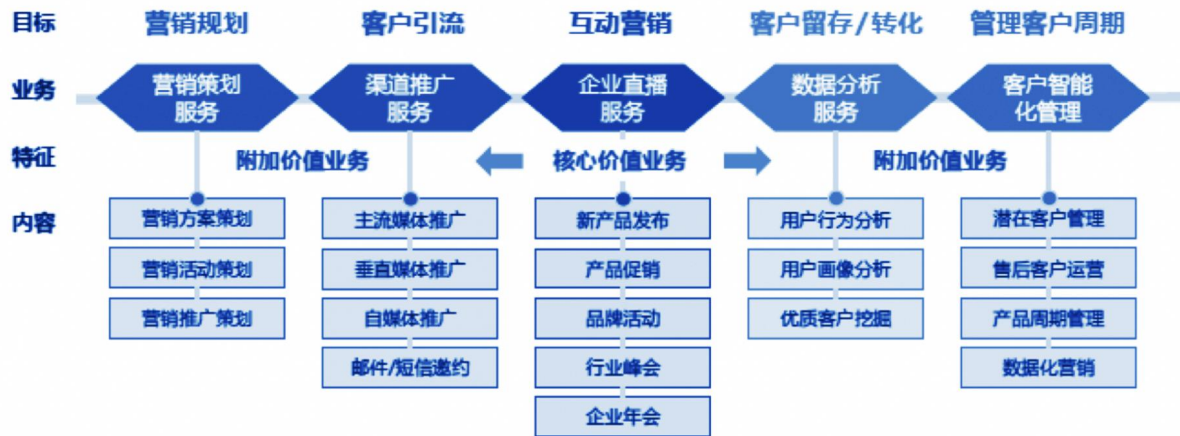 目标 营销规划 客户引流 互动营销 客户留存/转化 管理客户周期
业务 营销策划服务 渠道推广服务 企业直播服务 数据分析服务 客户智能化管理
特征 附加价值业务 核心价值业务 附加价值业务
内容 营销方案策划 主流媒体推广 新产品发布 用户行为分析 潜在客户管理
营销活动策划 垂直媒体推广 产品促销 用户画像分析 售后客户运营
营销推广策划 自媒体推广 品牌活动 优质客户挖掘 产品周期管理
邮件/短信邀约 行业峰会 数据化营销
企业年会